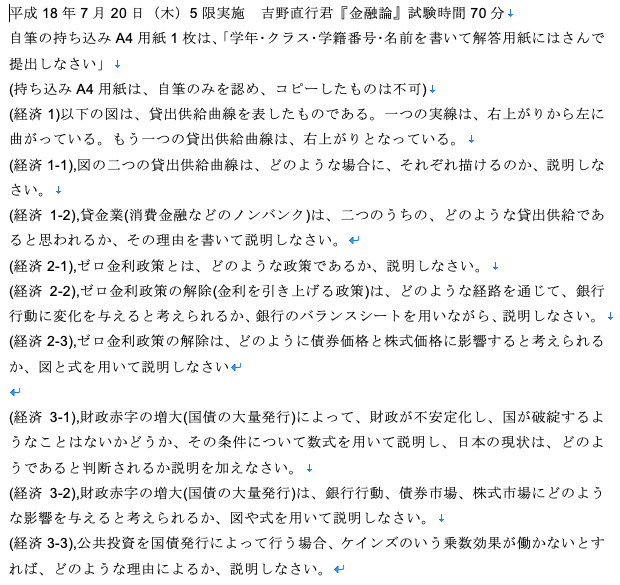 平成 18 年 7 月 20 日（木）5 限実施　吉野直行君『金融論』試験時間 70 分
自筆の持ち込み A4 用紙 1 枚は、「学年・クラス・学籍番号・名前を書いて解答用紙にはさんで
提出しなさい」
(持ち込み A4 用紙は、自筆のみを認め、コピーしたものは不可)
(経済 1)以下の図は、貸出供給曲線を表したものである。一つの実線は、右上がりから左に
曲がっている。もう一つの貸出供給曲線は、右上がりとなっている。
(経済 1-1),図の二つの貸出供給曲線は、どのような場合に、それぞれ描けるのか、説明しな
さい。
(経済 1-2),貸金業(消費金融などのノンバンク)は、二つのうちの、どのような貸出供給であ
ると思われるか、その理由を書いて説明しなさい。
(経済 2-1),ゼロ金利政策とは、どのような政策であるか、説明しなさい。
(経済 2-2),ゼロ金利政策の解除(金利を引き上げる政策)は、どのような経路を通じて、銀行
行動に変化を与えると考えられるか、銀行のバランスシートを用いながら、説明しなさい。
(経済 2-3),ゼロ金利政策の解除は、どのように債券価格と株式価格に影響すると考えられる
か、図と式を用いて説明しなさい
(経済 3-1),財政赤字の増大(国債の大量発行)によって、財政が不安定化し、国が破綻するよ
うなことはないかどうか、その条件について数式を用いて説明し、日本の現状は、どのよ
うであると判断されるか説明を加えなさい。
(経済 3-2),財政赤字の増大(国債の大量発行)は、銀行行動、債券市場、株式市場にどのよう
な影響を与えると考えられるか、図や式を用いて説明しなさい。
(経済 3-3),公共投資を国債発行によって行う場合、ケインズのいう乗数効果が働かないとす
れば、どのような理由によるか、説明しなさい。